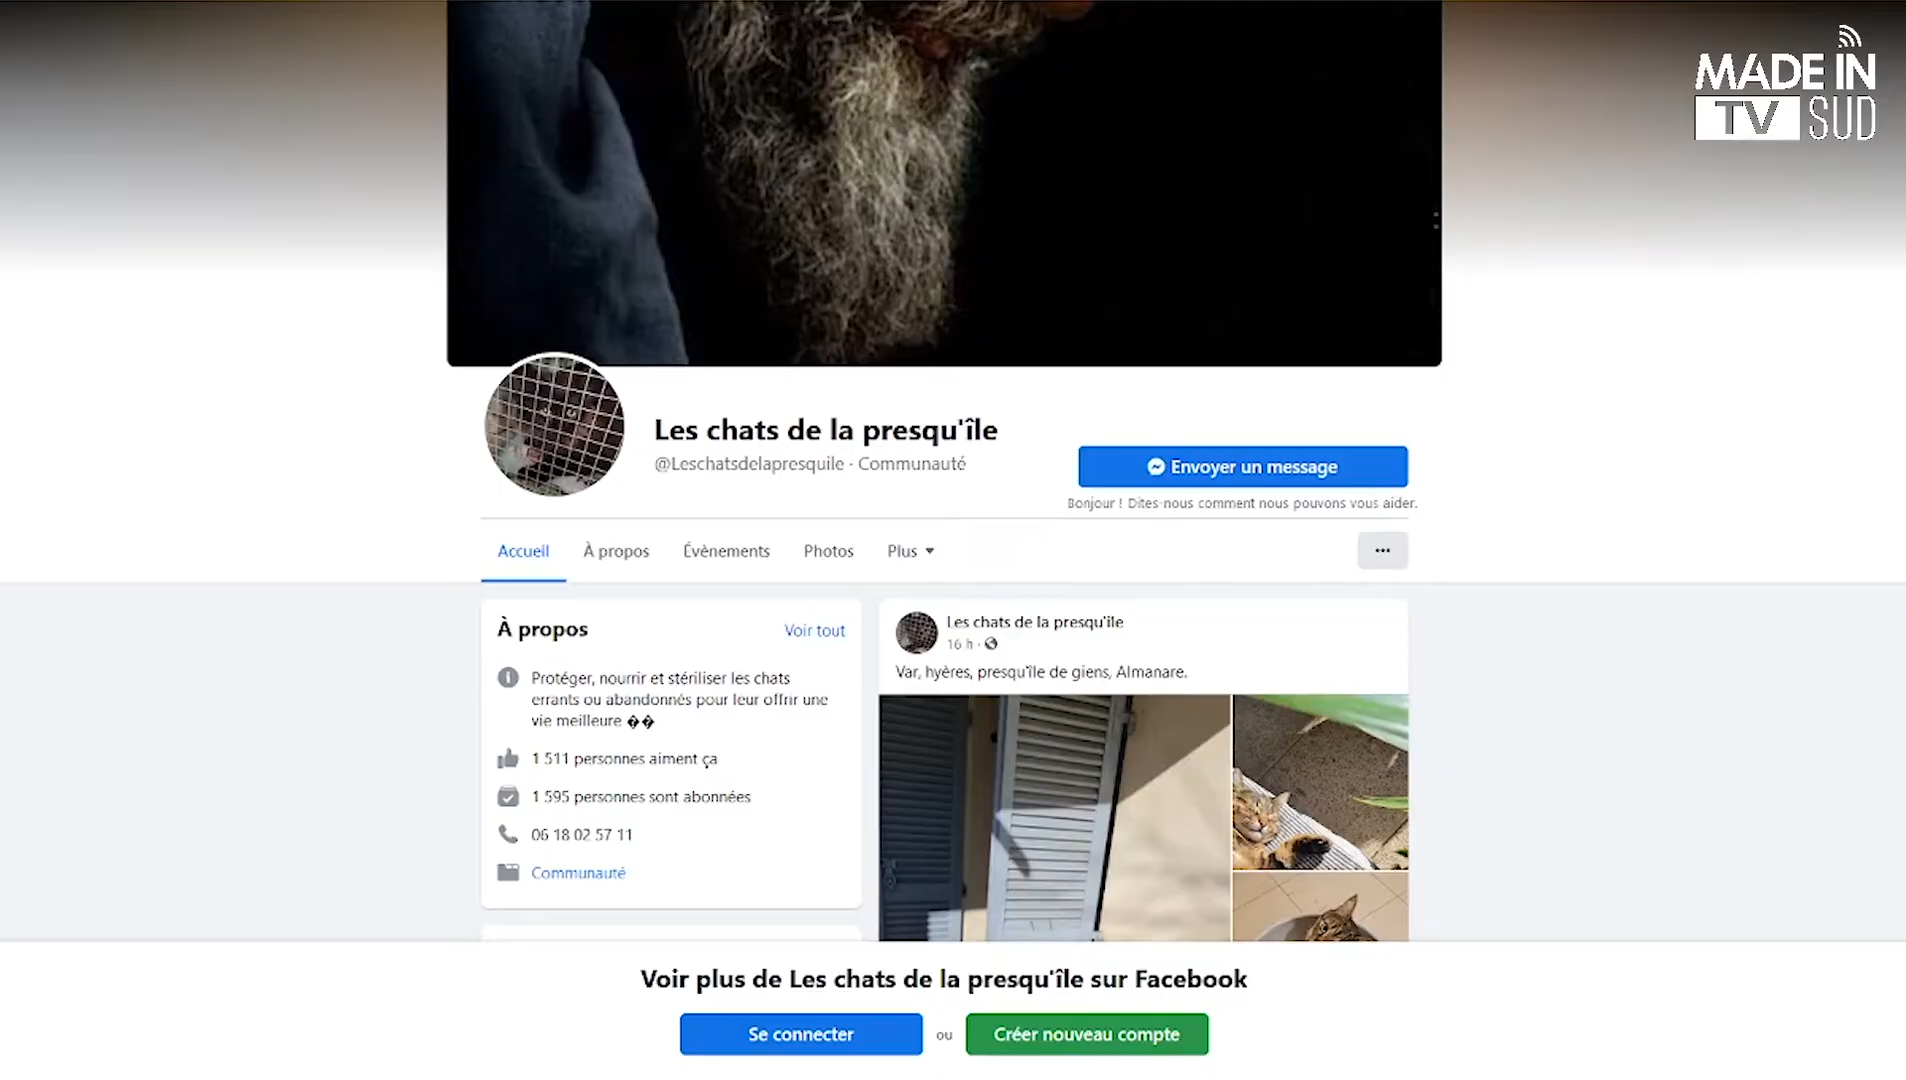 MADE IN
TV SUD
Les chats de la presqu'île
@Leschatsdelapresquile · Communauté
Envoyer un message
Bonjour ! Dites-nous comment nous pouvons vous aider.
Accueil
À propos
Évènements
Photos
Plus
À propos
Voir tout
Protéger, nourrir et stériliser les chats
errants ou abandonnés pour leur offrir une
vie meilleure ��
1 511 personnes aiment ça
1 595 personnes sont abonnées
06 18 02 57 11
Communauté
Les chats de la presqu'île
16 h ·
Var, hyères, presqu'île de giens, Almanare.
Voir plus de Les chats de la presqu'île sur Facebook
Se connecter
ou
Créer nouveau compte